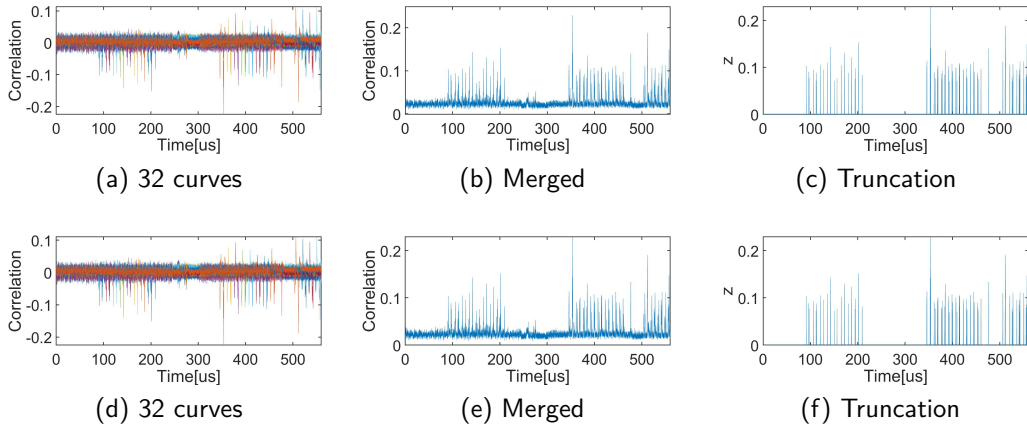 Correlation
0.1
0
-0.1
-0.2
0 100 200 300 400 500
Time[us]
(a) 32 curves
Correlation
0.2
0.1
0
0 100 200 300 400 500
Time[us]
(b) Merged
z
0.2
0.1
0
0 100 200 300 400 500
Time[us]
(c) Truncation
Correlation
0.1
0
-0.1
-0.2
0 100 200 300 400 500
Time[us]
(d) 32 curves
Correlation
0.2
0.1
0
0 100 200 300 400 500
Time[us]
(e) Merged
z
0.2
0.1
0
0 100 200 300 400 500
Time[us]
(f) Truncation